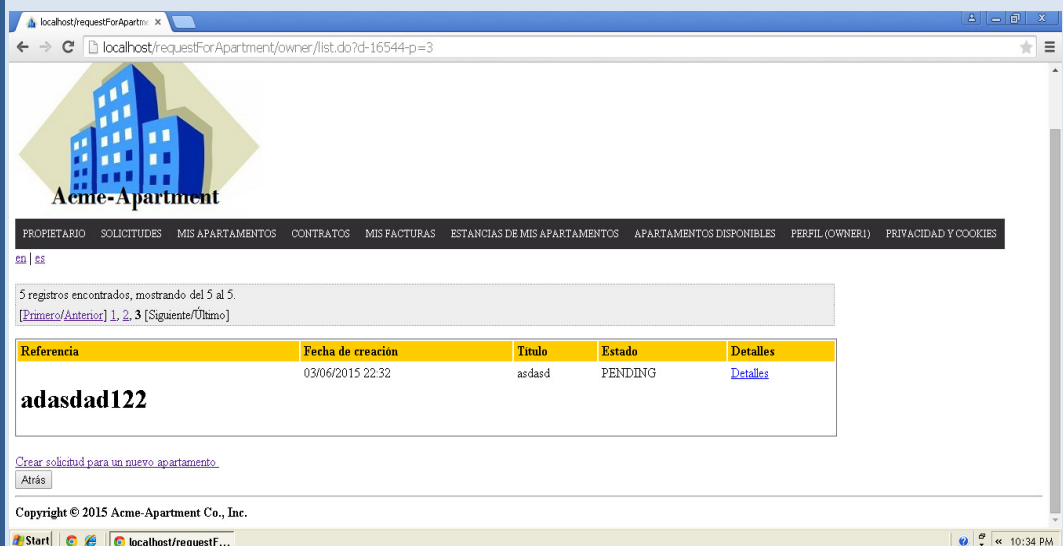 localhost/requestForApartme
localhost/requestForApartment/owner/list.do?d-16544-p=3
Acme-Apartment
PROPIETARIO SOLICITUDES MIS APARTAMENTOS CONTRATOS MIS FACTURAS ESTANCIAS DE MIS APARTAMENTOS APARTAMENTOS DISPONIBLES PERFIL (OWNER1) PRIVACIDAD Y COOKIES
en | es
5 registros encontrados, mostrando del 5 al 5.
[Primero/Anterior] 1, 2, 3 [Siguiente/Último]
Referencia Fecha de creación Título Estado Detalles
03/06/2015 22:32 asdasd PENDING Detalles
adasdad122
Crear solicitud para un nuevo apartamento
Atrás
Copyright © 2015 Acme-Apartment Co., Inc.
Start localhost/requestF... 10:34 PM